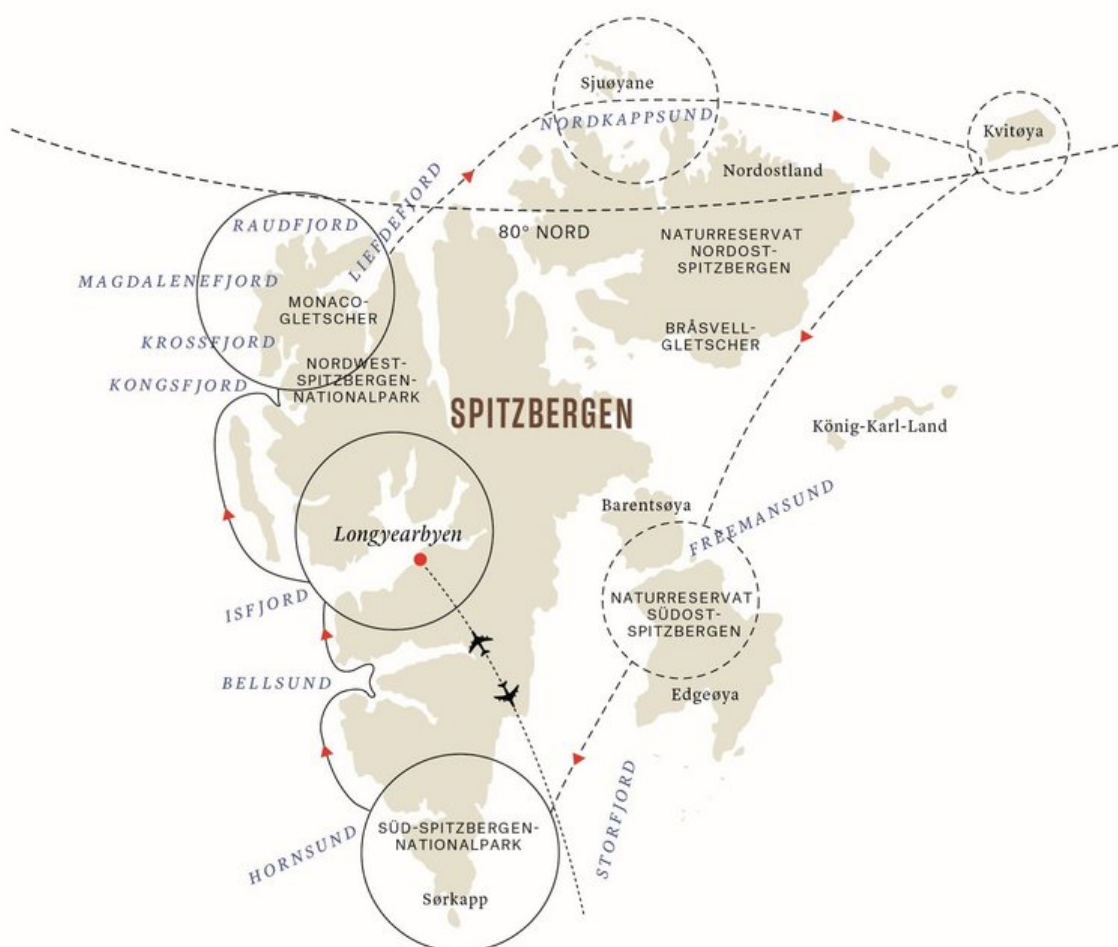 Sjuøyane
NORDKAPPSUND
Kvitøya
Nordostland
LIEFDEFJORD
RAUDFJORD
80° NORD
NATURRESERVAT
NORDOST-
SPITZBERGEN
MAGDALENEFJORD
MONACO-
GLETSCHER
BRÅSVELL-
GLETSCHER
KROSSFJORD
NORDWEST-
SPITZBERGEN-
NATIONALPARK
KONGSFJORD
SPITZBERGEN
König-Karl-Land
Barentsøya
FREEMANSUND
Longyearbyen
ISFJORD
NATURRESERVAT
SÜDOST-
SPITZBERGEN
BELLSUND
Edgeøya
STORFJORD
HORNSUND
SÜD-SPITZBERGEN-
NATIONALPARK
Sørkapp